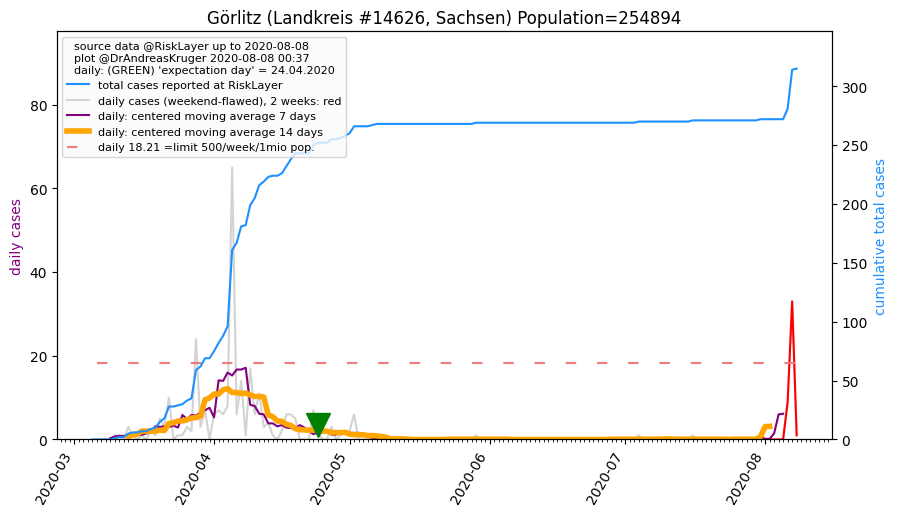 Görlitz (Landkreis #14626, Sachsen) Population=254894
source data @RiskLayer up to 2020-08-08
plot @DrAndreasKruger 2020-08-08 00:37
daily: (GREEN) 'expectation day' = 24.04.2020
total cases reported at RiskLayer
daily cases (weekend-flawed), 2 weeks: red
daily: centered moving average 7 days
daily: centered moving average 14 days
daily 18.21 =limit 500/week/1mio pop.
daily cases
0
20
40
60
80
cumulative total cases
0
50
100
150
200
250
300
2020-03
2020-04
2020-05
2020-06
2020-07
2020-08